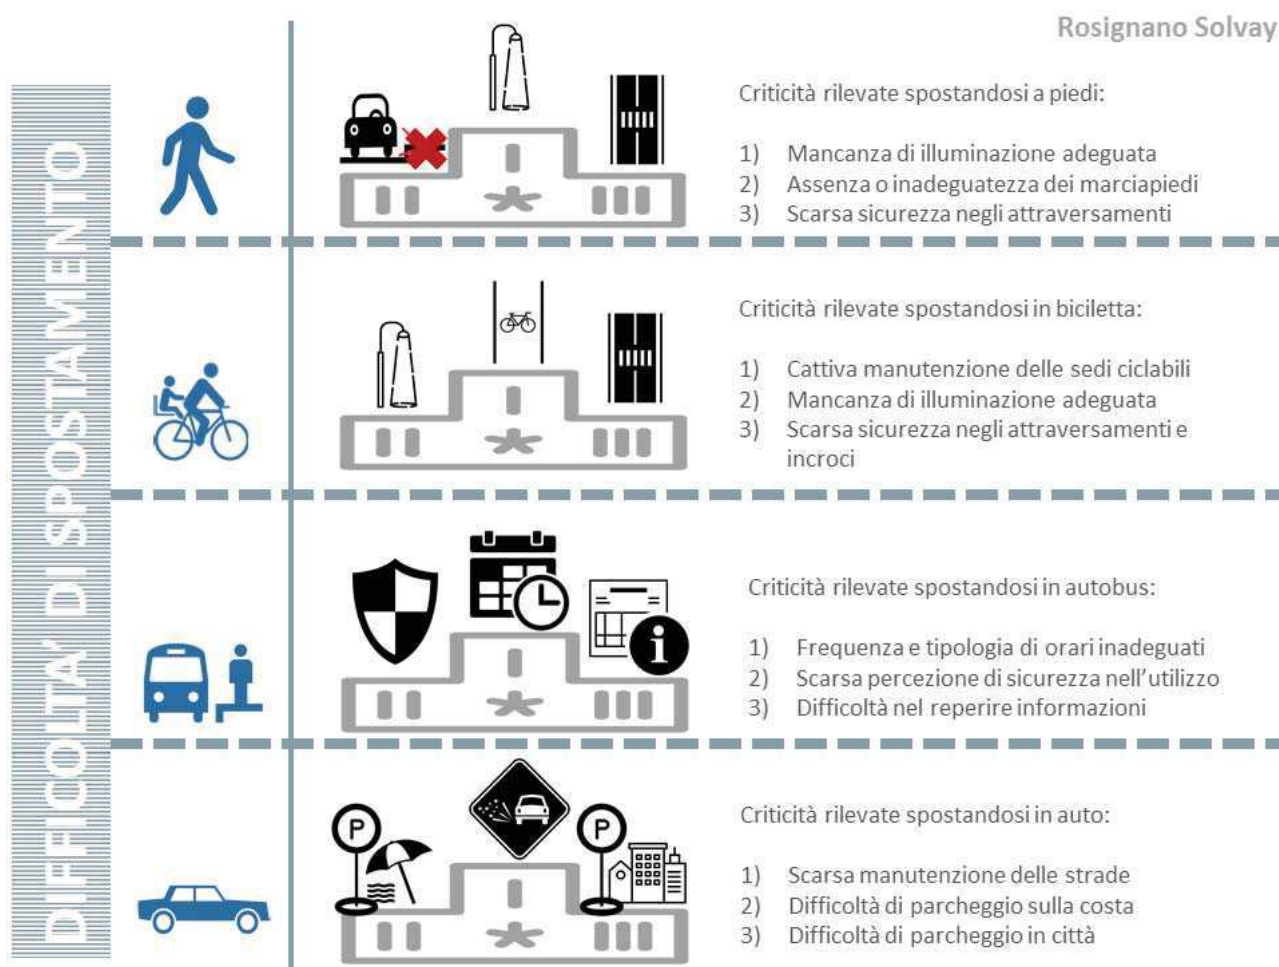 Rosignano Solvay
DIFFICOLTA' DI SPOSTAMENTO
Criticità rilevate spostandosi a piedi:
1) Mancanza di illuminazione adeguata
2) Assenza o inadeguatezza dei marciapiedi
3) Scarsa sicurezza negli attraversamenti
Criticità rilevate spostandosi in biciletta:
1) Cattiva manutenzione delle sedi ciclabili
2) Mancanza di illuminazione adeguata
3) Scarsa sicurezza negli attraversamenti e
incroci
Criticità rilevate spostandosi in autobus:
1) Frequenza e tipologia di orari inadeguati
2) Scarsa percezione di sicurezza nell'utilizzo
3) Difficoltà nel reperire informazioni
i
Criticità rilevate spostandosi in auto:
1) Scarsa manutenzione delle strade
2) Difficoltà di parcheggio sulla costa
3) Difficoltà di parcheggio in città
P
P